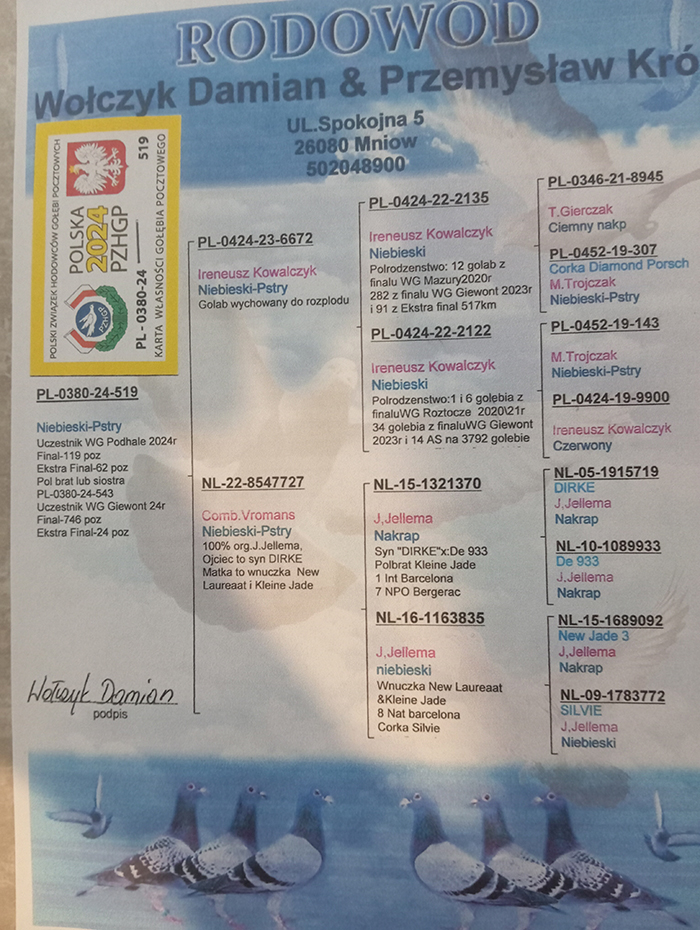 RODOWOD
Wołczyk Damian & Przemysław Kró
UL.Spokojna 5
26080 Mniow
502048900
POLSKI ZWIĄZEK HODOWCÓW GOŁĘBI POCZTOWYCH
POLSKA
2024
PZHGP
PZHGP
PL - 0380-24
519
KARTA WŁASNOŚCI GOŁĘBIA POCZTOWEGO
PL-0380-24-519
Niebieski-Pstry
Uczestnik WG Podhale 2024r
Final-119 poz
Ekstra Final-62 poz
Pol brat lub siostra
PL-0380-24-543
Uczestnik WG Giewont 24r
Final-746 poz
Ekstra Final-24 poz
Wołczyk Damian
podpis
PL-0424-23-6672
Ireneusz Kowalczyk
Niebieski-Pstry
Golab wychowany do rozplodu
NL-22-8547727
Comb.Vromans
Niebieski-Pstry
100% org.J.Jellema,
Ojciec to syn DIRKE
Matka to wnuczka New
Laureaat i Kleine Jade
PL-0424-22-2135
Ireneusz Kowalczyk
Niebieski
Polrodzenstwo: 12 golab z
finalu WG Mazury2020r
282 z finalu WG Giewont 2023r
i 91 z Ekstra final 517km
PL-0424-22-2122
Ireneusz Kowalczyk
Niebieski
Polrodzenstwo:1 i 6 golębia z
finaluWG Roztocze 2020\21r
34 golebia z finaluWG Giewont
2023r i 14 AS na 3792 golebie
NL-15-1321370
J,Jellema
Nakrap
Syn "DIRKE"x:De 933
Polbrat Kleine Jade
1 Int Barcelona
7 NPO Bergerac
NL-16-1163835
J,Jellema
niebieski
Wnuczka New Laureaat
&Kleine Jade
8 Nat barcelona
Corka Silvie
PL-0346-21-8945
T.Gierczak
Ciemny nakp
PL-0452-19-307
Corka Diamond Porsch
M.Trojczak
Niebieski-Pstry
PL-0452-19-143
M.Trojczak
Niebieski-Pstry
PL-0424-19-9900
Ireneusz Kowalczyk
Czerwony
NL-05-1915719
DIRKE
J.Jellema
Nakrap
NL-10-1089933
De 933
J.Jellema
Nakrap
NL-15-1689092
New Jade 3
J,Jellema
Nakrap
NL-09-1783772
SILVIE
J.Jellema
Niebieski